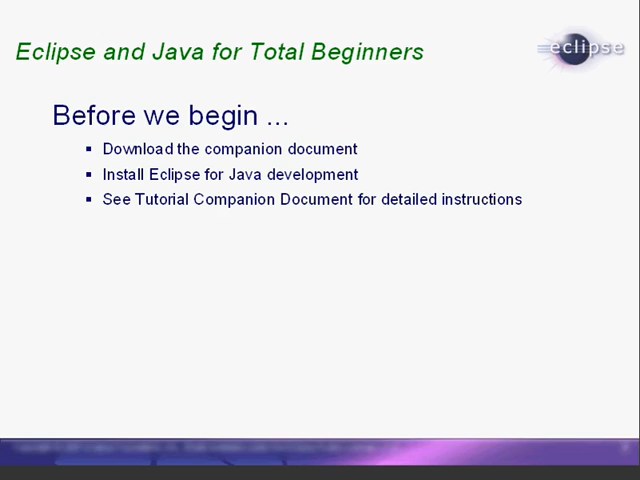 Eclipse and Java for Total Beginners
eclipse
Before we begin ...
Download the companion document
Install Eclipse for Java development
See Tutorial Companion Document for detailed instructions